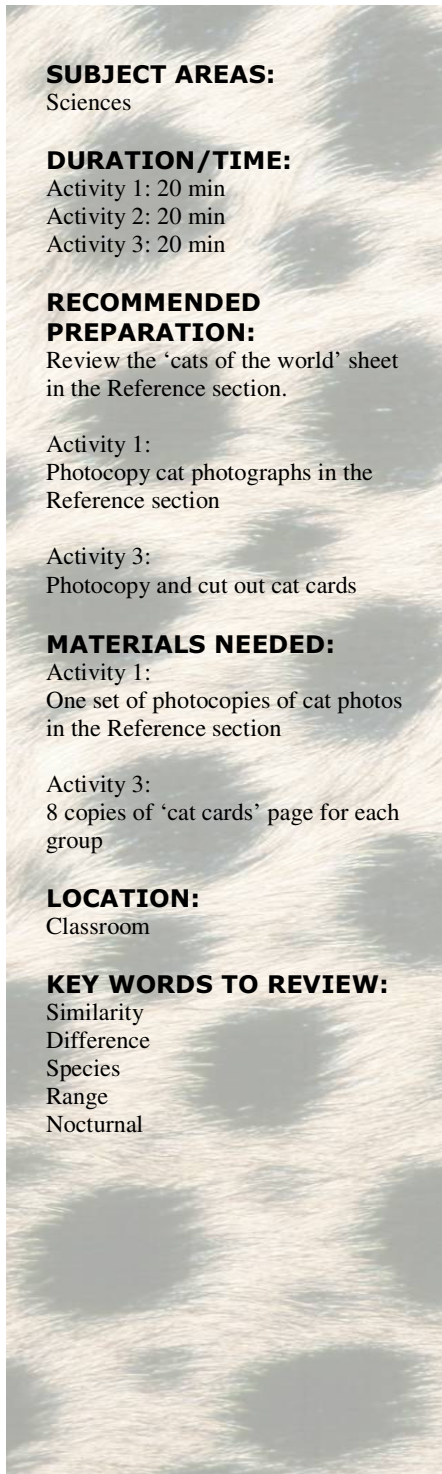 SUBJECT AREAS:
Sciences
DURATION/TIME:
Activity 1: 20 min
Activity 2: 20 min
Activity 3: 20 min
RECOMMENDED
PREPARATION:
Review the ‘cats of the world’ sheet
in the Reference section.
Activity 1:
Photocopy cat photographs in the
Reference section
Activity 3:
Photocopy and cut out cat cards
MATERIALS NEEDED:
Activity 1:
One set of photocopies of cat photos
in the Reference section
Activity 3:
8 copies of ‘cat cards’ page for each
group
LOCATION:
Classroom
KEY WORDS TO REVIEW:
Similarity
Difference
Species
Range
Nocturnal